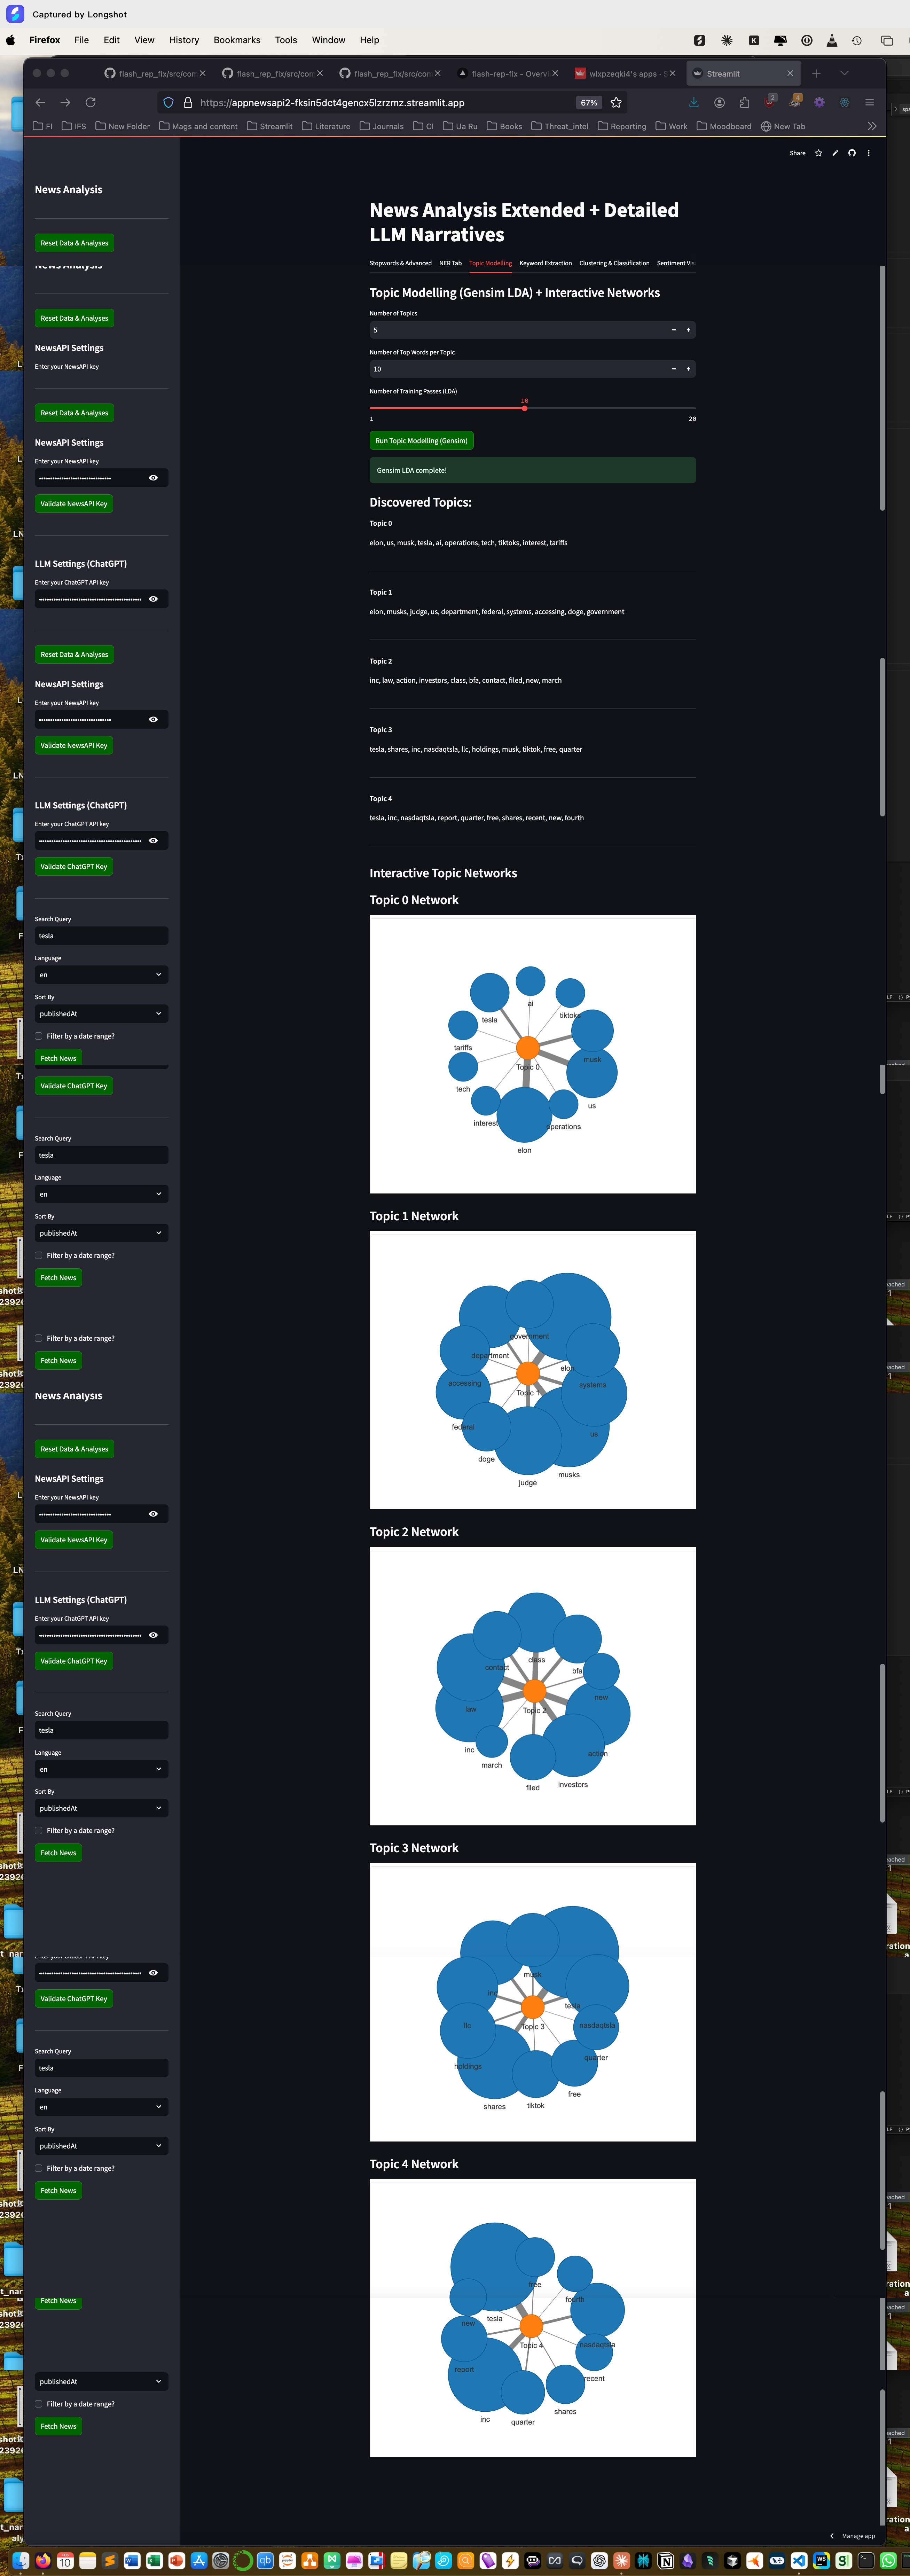 Captured by Longshot
Firefox File Edit View History Bookmarks Tools Window Help
flash_rep_fix/src/con flash_rep_fix/src/con flash_rep_fix/src/con flash-rep-fix - Overvi wlxpzeqki4's apps · S Streamlit
https://appnewsapi2-fksin5dct4gencx5lzrzmz.streamlit.app 67%
FI IFS New Folder Mags and content Streamlit Literature Journals CI Ua Ru Books Threat_intel Reporting Work Moodboard New Tab
Share
News Analysis
Reset Data & Analyses
News Analysis
Reset Data & Analyses
NewsAPI Settings
Enter your NewsAPI key
Reset Data & Analyses
NewsAPI Settings
Enter your NewsAPI key
Validate NewsAPI Key
LLM Settings (ChatGPT)
Enter your ChatGPT API key
Reset Data & Analyses
NewsAPI Settings
Enter your NewsAPI key
Validate NewsAPI Key
LLM Settings (ChatGPT)
Enter your ChatGPT API key
Validate ChatGPT Key
Search Query
tesla
Language
en
Sort By
publishedAt
Filter by a date range?
Fetch News
Validate ChatGPT Key
Search Query
tesla
Language
en
Sort By
publishedAt
Filter by a date range?
Fetch News
Filter by a date range?
Fetch News
News Analysis
Reset Data & Analyses
NewsAPI Settings
Enter your NewsAPI key
Validate NewsAPI Key
LLM Settings (ChatGPT)
Enter your ChatGPT API key
Validate ChatGPT Key
Search Query
tesla
Language
en
Sort By
publishedAt
Filter by a date range?
Fetch News
Enter your ChatGPT API key
Validate ChatGPT Key
Search Query
tesla
Language
en
Sort By
publishedAt
Filter by a date range?
Fetch News
Fetch News
publishedAt
Filter by a date range?
Fetch News
News Analysis Extended + Detailed
LLM Narratives
Stopwords & Advanced NER Tab Topic Modelling Keyword Extraction Clustering & Classification Sentiment Vis
Topic Modelling (Gensim LDA) + Interactive Networks
Number of Topics
5
Number of Top Words per Topic
10
Number of Training Passes (LDA)
10
1 20
Run Topic Modelling (Gensim)
Gensim LDA complete!
Discovered Topics:
Topic 0
elon, us, musk, tesla, ai, operations, tech, tiktoks, interest, tariffs
Topic 1
elon, musks, judge, us, department, federal, systems, accessing, doge, government
Topic 2
inc, law, action, investors, class, bfa, contact, filed, new, march
Topic 3
tesla, shares, inc, nasdaqtsla, llc, holdings, musk, tiktok, free, quarter
Topic 4
tesla, inc, nasdaqtsla, report, quarter, free, shares, recent, new, fourth
Interactive Topic Networks
Topic 0 Network
ai
tiktoks
tesla
tariffs
musk
Topic 0
tech
us
interest
operations
elon
Topic 1 Network
government
department
elon
accessing
systems
Topic 1
federal
us
doge
musks
judge
Topic 2 Network
class
contact
bfa
new
law
Topic 2
inc
action
march
investors
filed
Topic 3 Network
musk
inc
tesla
llc
Topic 3
nasdaqtsla
holdings
quarter
free
shares
tiktok
Topic 4 Network
free
fourth
tesla
new
Topic 4
nasdaqtsla
report
recent
shares
inc
quarter
Manage app